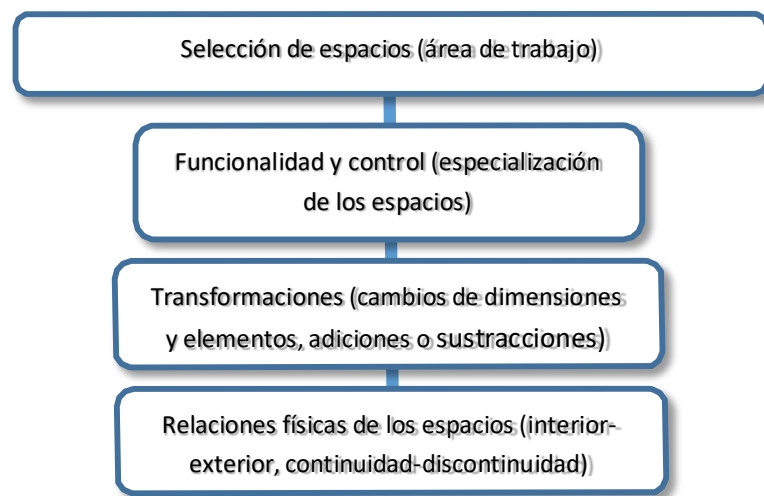 Selección de espacios (área de trabajo)
Funcionalidad y control (especialización
de los espacios)
Transformaciones (cambios de dimensiones
y elementos, adiciones o sustracciones)
Relaciones físicas de los espacios (interior-
exterior, continuidad-discontinuidad)